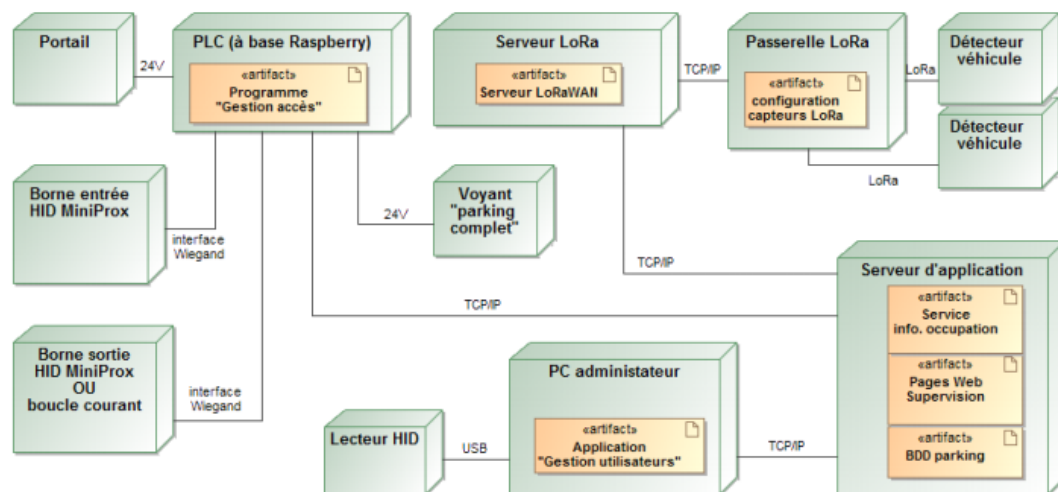 Portail
24V
PLC (à base Raspberry)
«artifact»
Programme
"Gestion accès"
Serveur LoRa
«artifact»
Serveur LoRaWAN
TCP/IP
Passerelle LoRa
«artifact»
configuration
capteurs LoRa
LoRa
Détecteur
véhicule
Détecteur
véhicule
LoRa
Borne entrée
HID MiniProx
interface
Wiegand
24V
Voyant
"parking
complet"
TCP/IP
TCP/IP
Serveur d'application
«artifact»
Service
info. occupation
«artifact»
Pages Web
Supervision
«artifact»
BDD parking
Borne sortie
HID MiniProx
OU
boucle courant
interface
Wiegand
Lecteur HID
USB
PC administateur
«artifact»
Application
"Gestion utilisateurs"
TCP/IP